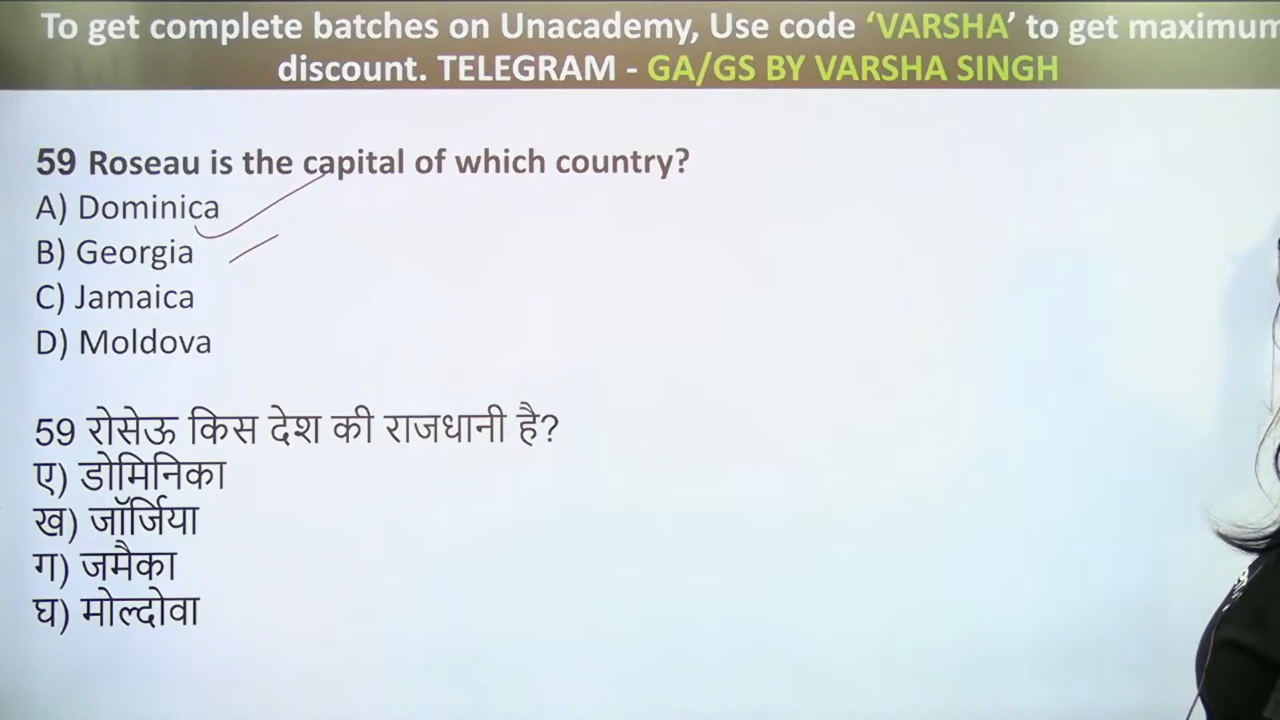 To get complete batches on Unacademy, Use code ‘VARSHA’ to get maximum
discount. TELEGRAM - GA/GS BY VARSHA SINGH
59 Roseau is the capital of which country?
A) Dominica
B) Georgia
C) Jamaica
D) Moldova
59 रोसेऊ किस देश की राजधानी है?
ए) डोमिनिका
ख) जॉर्जिया
ग) जमैका
घ) मोल्दोवा